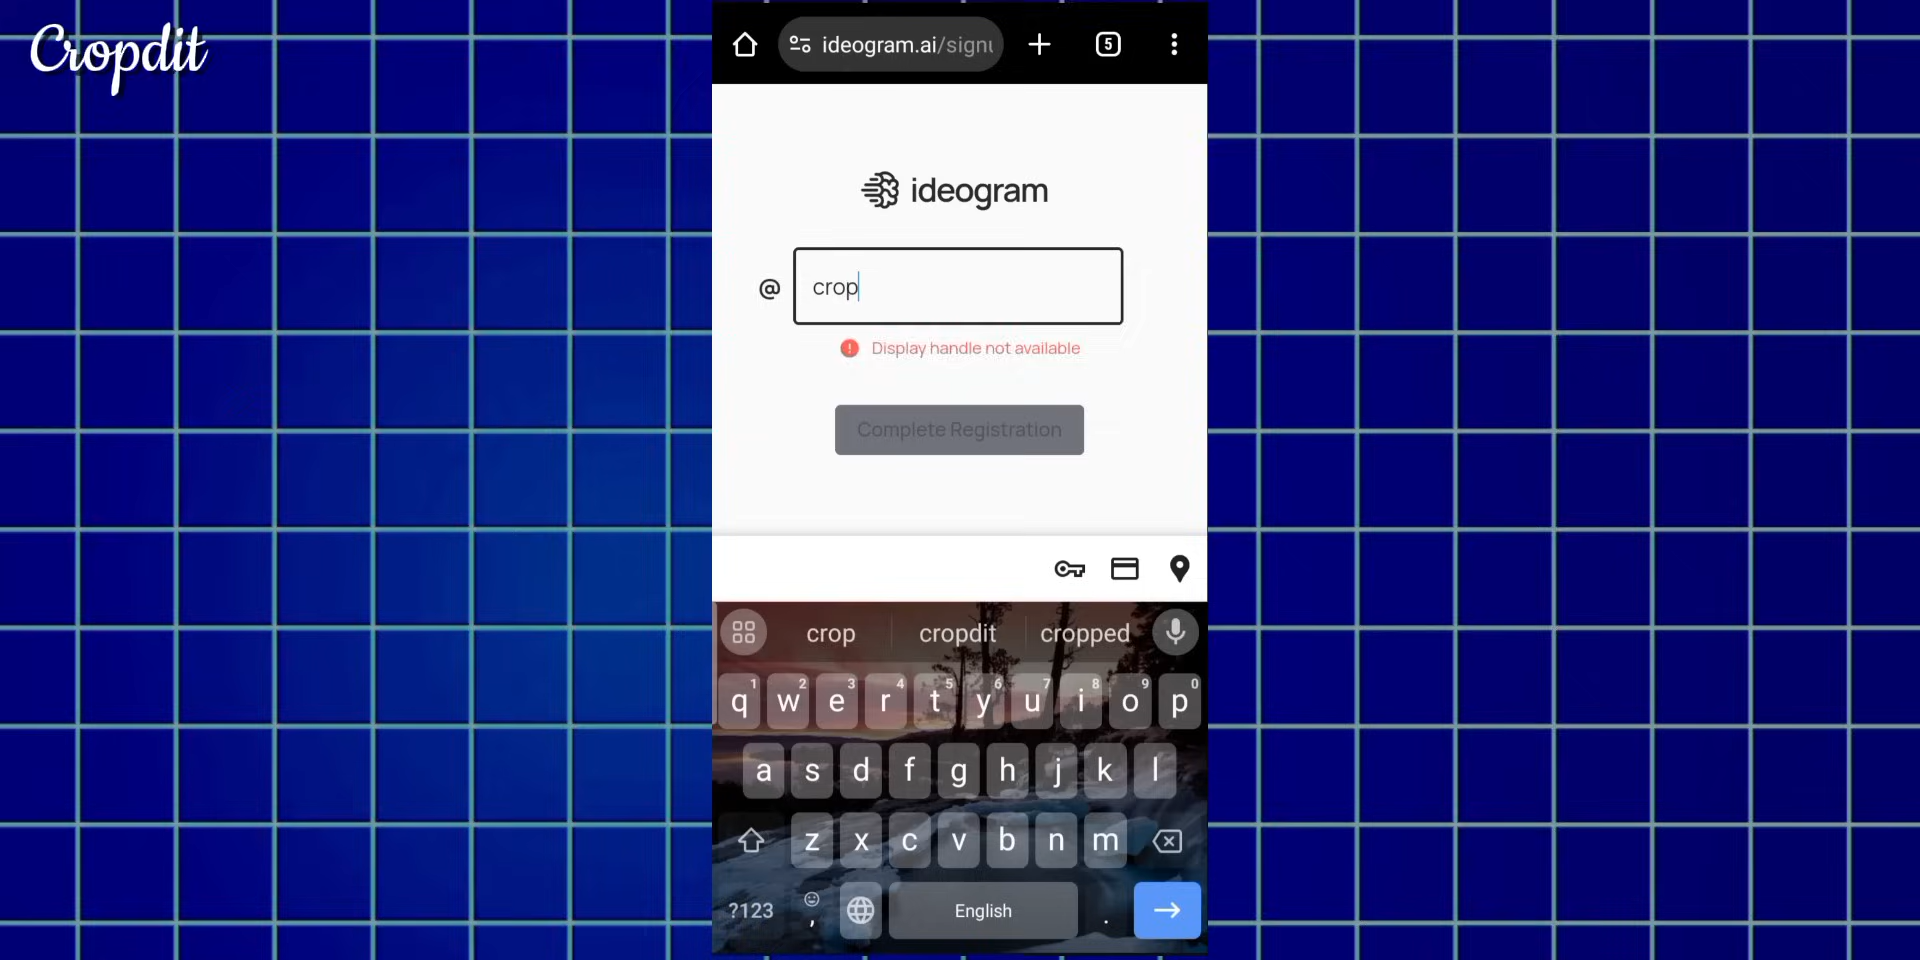 Cropdit
ideogram.ai/signu
5
ideogram
@
crop
Display handle not available
Complete Registration
crop cropdit cropped
1 2 3 4 5 6 7 8 9 0
q w e r t y u i o p
a s d f g h j k l
z x c v b n m
?123 , English .